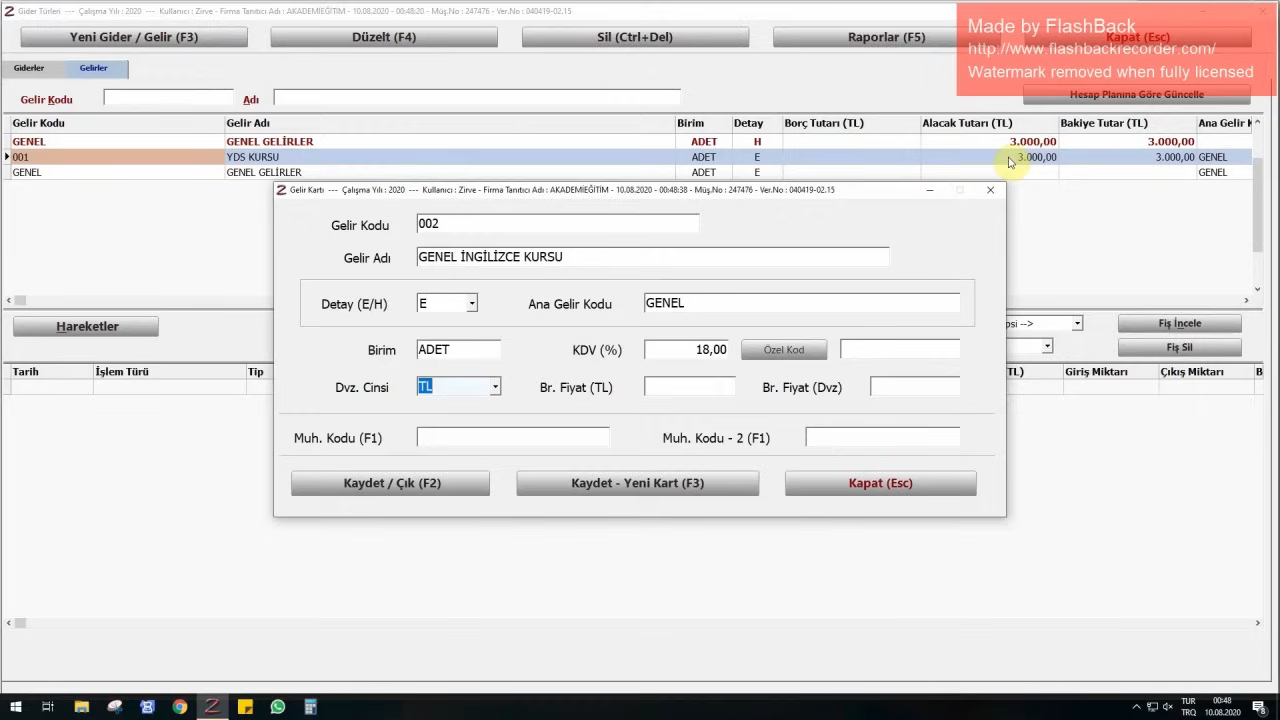 Gider Türleri --- Çalışma Yılı : 2020 --- Kullanıcı : Zirve - Firma Tanıtıcı Adı : AKADEMİEĞİTİM - 10.08.2020 - 00:48:20 - Müş.No : 247476 - Ver.No : 040419-02.15
Made by FlashBack
http://www.flashbackrecorder.com/
Watermark removed when fully licensed
Yeni Gider / Gelir (F3) Düzelt (F4) Sil (Ctrl+Del) Raporlar (F5) Kapat (Esc)
Giderler Gelirler
Gelir Kodu Adı Hesap Planına Göre Güncelle
Gelir Kodu Gelir Adı Birim Detay Borç Tutarı (TL) Alacak Tutarı (TL) Bakiye Tutar (TL) Ana Gelir
GENEL GENEL GELİRLER ADET H 3.000,00 3.000,00
001 YDS KURSU ADET E 3.000,00 3.000,00 GENEL
GENEL GENEL GELİRLER ADET E GENEL
Gelir Kartı --- Çalışma Yılı : 2020 --- Kullanıcı : Zirve - Firma Tanıtıcı Adı : AKADEMİEĞİTİM - 10.08.2020 - 00:48:38 - Müş.No : 247476 - Ver.No : 040419-02.15
Gelir Kodu 002
Gelir Adı GENEL İNGİLİZCE KURSU
Detay (E/H) E Ana Gelir Kodu GENEL
Birim ADET KDV (%) 18,00 Özel Kod
Dvz. Cinsi TL Br. Fiyat (TL) Br. Fiyat (Dvz)
Muh. Kodu (F1) Muh. Kodu - 2 (F1)
Kaydet / Çık (F2) Kaydet - Yeni Kart (F3) Kapat (Esc)
Hareketler psi --> Fiş İncele
Fiş Sil
Tarih İşlem Türü Tip TL) Giriş Miktarı Çıkış Miktarı B
TUR 00:48
TRQ 10.08.2020 8